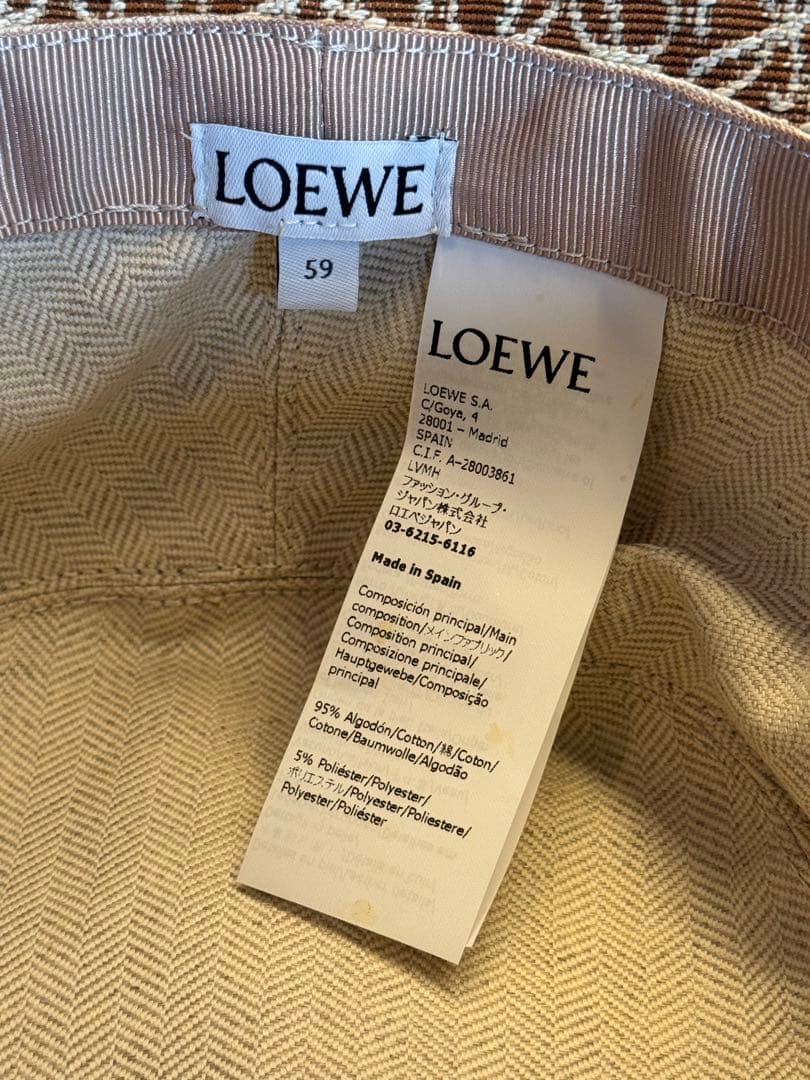 LOEWE
59
LOEWE
LOEWE S.A.
C/Goya, 4
28001 – Madrid
SPAIN
C.I.F. A-28003861
LVMH
ファッション・グループ・
ジャパン株式会社
ロエベジャパン
03-6215-6116
Made in Spain
Composición principal/Main
composition/メインファブリック/
Composition principal/
Composizione principale/
Hauptgewebe/Composição
principal
95% Algodón/Cotton/綿/Coton/
Cotone/Baumwolle/Algodão
5% Poliéster/Polyester/
ポリエステル/Polyester/Poliestere/
Polyester/Poliéster